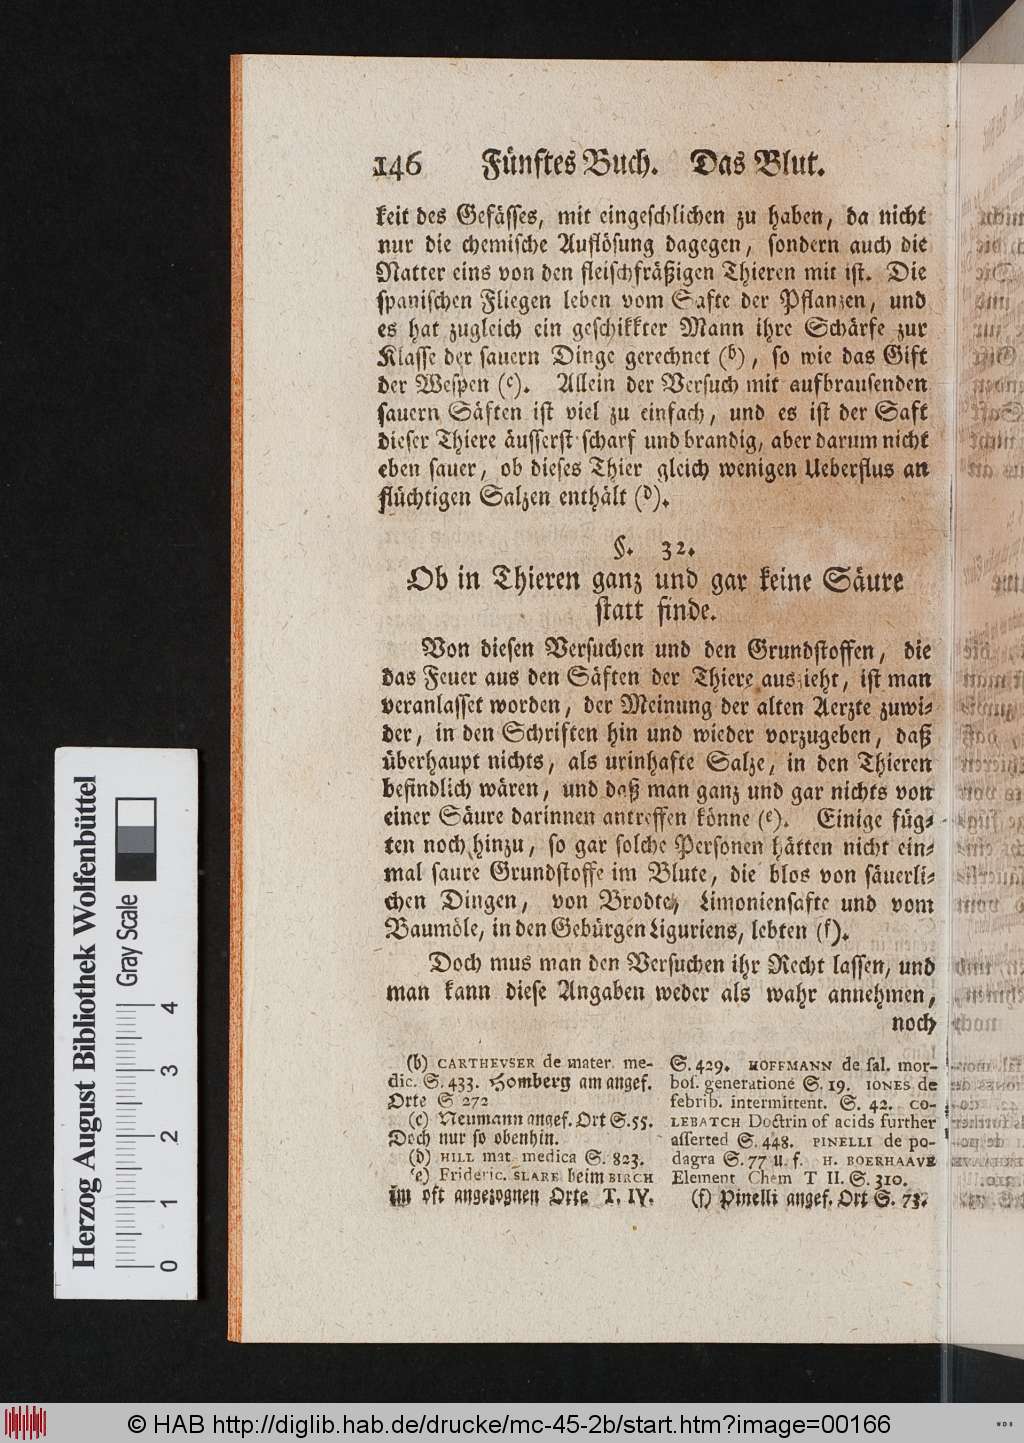 146 Fünftes Buch. Das Blut.
keit des Gefässes, mit eingeschlichen zu haben, da nicht
nur die chemische Auflösung dagegen, sondern auch die
Natter eins von den fleischfräßigen Thieren mit ist. Die
spanischen Fliegen leben vom Safte der Pflanzen, und
es hat zugleich ein geschikkter Mann ihre Schärfe zur
Klasse der sauern Dinge gerechnet (b), so wie das Gift
der Wespen (c). Allein der Versuch mit aufbrausenden
sauern Säften ist viel zu einfach, und es ist der Saft
dieser Thiere äusserst scharf und brandig, aber darum nicht
eben sauer, ob dieses Thier gleich wenigen Ueberflus an
flüchtigen Salzen enthält (d).
§. 32.
Ob in Thieren ganz und gar keine Säure
statt finde.
Von diesen Versuchen und den Grundstoffen, die
das Feuer aus den Säften der Thiere auszieht, ist man
veranlasset worden, der Meinung der alten Aerzte zuwi-
der, in den Schriften hin und wieder vorzugeben, daß
überhaupt nichts, als urinhafte Salze, in den Thieren
befindlich wären, und daß man ganz und gar nichts von
einer Säure darinnen antreffen könne (e). Einige füg-
ten noch hinzu, so gar solche Personen hätten nicht ein-
mal saure Grundstoffe im Blute, die blos von säuerli-
chen Dingen, von Brodte, Limoniensafte und vom
Baumöle, in den Gebürgen Liguriens, lebten (f).
Doch mus man den Versuchen ihr Recht lassen, und
man kann diese Angaben weder als wahr annehmen,
noch
(b) CARTHEVSER de mater. me-
dic. S. 433. Homberg am angef.
Orte S 272
(c) Neumann angef. Ort S. 55.
Doch nur so obenhin.
(d) HILL mat. medica S. 823.
(e) Frideric. SLARE beim BIRCH
im oft angezognen Orte T. IV.
S. 429. HOFFMANN de sal. mor-
bos. generatione S. 19. IONES de
febrib. intermittent. S. 42. CO-
LEBATCH Doctrin of acids further
asserted S. 448. PINELLI de po-
dagra S. 77 u. f. H. BOERHAAVE
Element Chem T II. S. 310.
(f) Pinelli angef. Ort S. 73.
Herzog August Bibliothek Wolfenbüttel
Gray Scale
0 1 2 3 4
© HAB http://diglib.hab.de/drucke/mc-45-2b/start.htm?image=00166